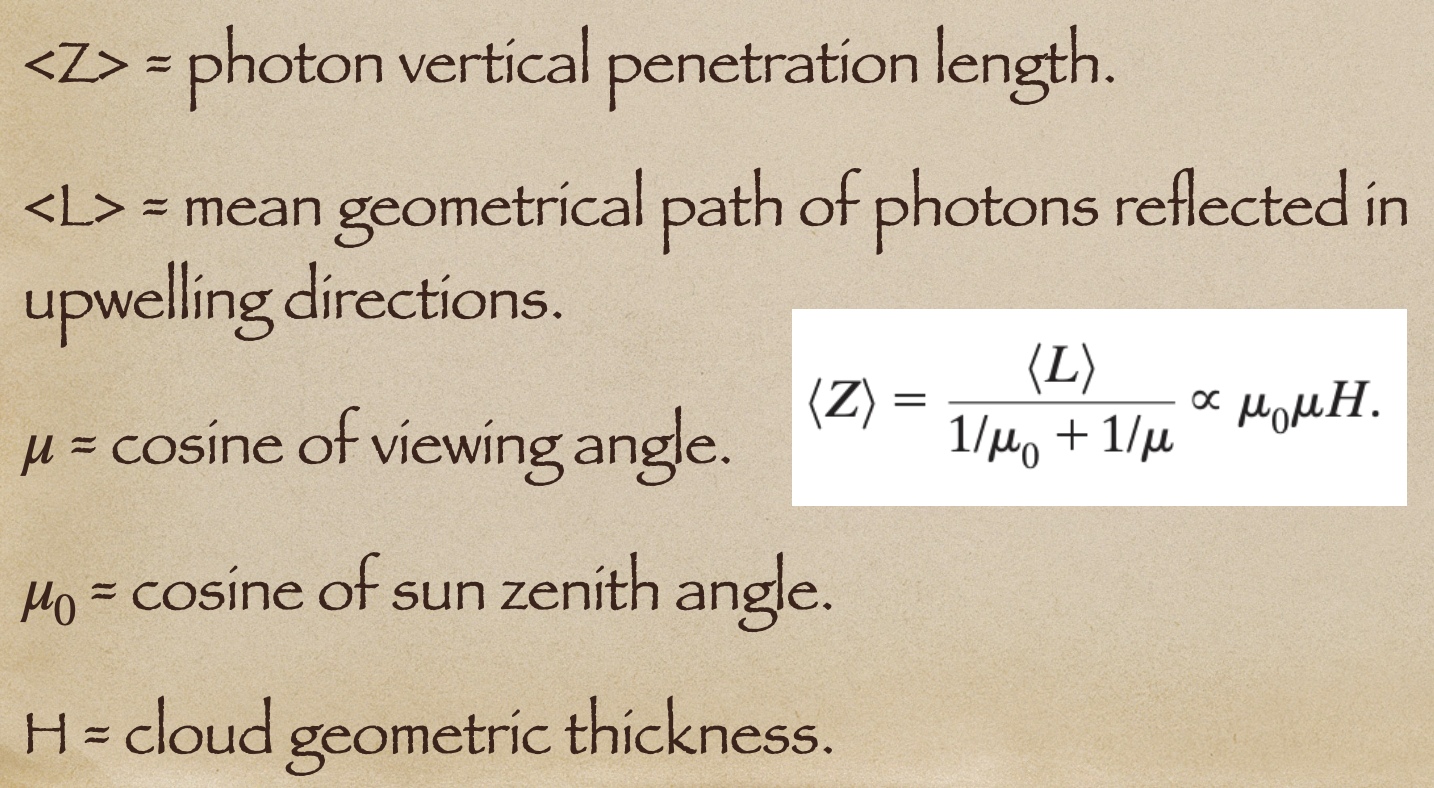 <Z> = photon vertical penetration length.
<L> = mean geometrical path of photons reflected in
upwelling directions.
⟨Z⟩ = ⟨L⟩ / (1/μ₀ + 1/μ) ∝ μ₀μH.
μ = cosine of viewing angle.
μ₀ = cosine of sun zenith angle.
H = cloud geometric thickness.